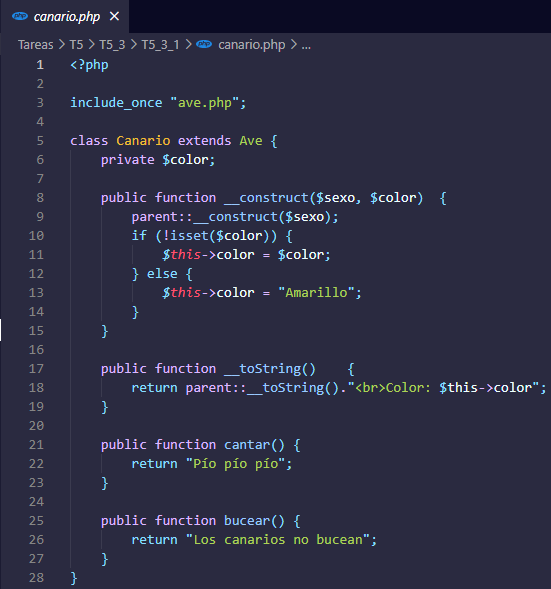 php canario.php ×
Tareas > T5 > T5_3 > T5_3_1 > php canario.php > ...
1 <?php
2
3 include_once "ave.php";
4
5 class Canario extends Ave {
6     private $color;
7
8     public function __construct($sexo, $color)  {
9         parent::__construct($sexo);
10         if (!isset($color)) {
11             $this->color = $color;
12         } else {
13             $this->color = "Amarillo";
14         }
15     }
16
17     public function __toString()    {
18         return parent::__toString()."<br>Color: $this->color";
19     }
20
21     public function cantar() {
22         return "Pío pío pío";
23     }
24
25     public function bucear() {
26         return "Los canarios no bucean";
27     }
28 }